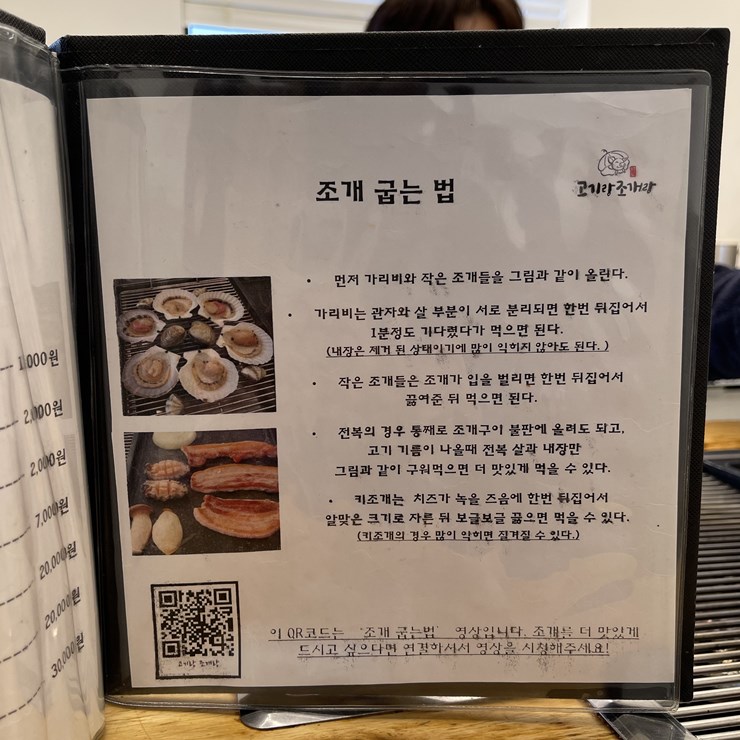 조개 굽는 법
고기랑조개랑
• 먼저 가리비와 작은 조개들을 그림과 같이 올린다.
• 가리비는 관자와 살 부분이 서로 분리되면 한번 뒤집어서
1분정도 기다렸다가 먹으면 된다.
(내장은 제거 된 상태이기에 많이 익히지 않아도 된다.)
• 작은 조개들은 조개가 입을 벌리면 한번 뒤집어서
끓여준 뒤 먹으면 된다.
• 전복의 경우 통째로 조개구이 불판에 올려도 되고,
고기 기름이 나올때 전복 살과 내장만
그림과 같이 구워먹으면 더 맛있게 먹을 수 있다.
• 키조개는 치즈가 녹을 즈음에 한번 뒤집어서
알맞은 크기로 자른 뒤 보글보글 끓으면 먹을 수 있다.
(키조개의 경우 많이 익히면 질겨질 수 있다.)
고기랑 조개랑
이 QR코드는 '조개 굽는법' 영상입니다. 조개를 더 맛있게
드시고 싶으다면 연결하셔서 영상을 시청해주세요!
000원
2,000원
2,000원
7,000원
20,000원
20,000원
30,000원